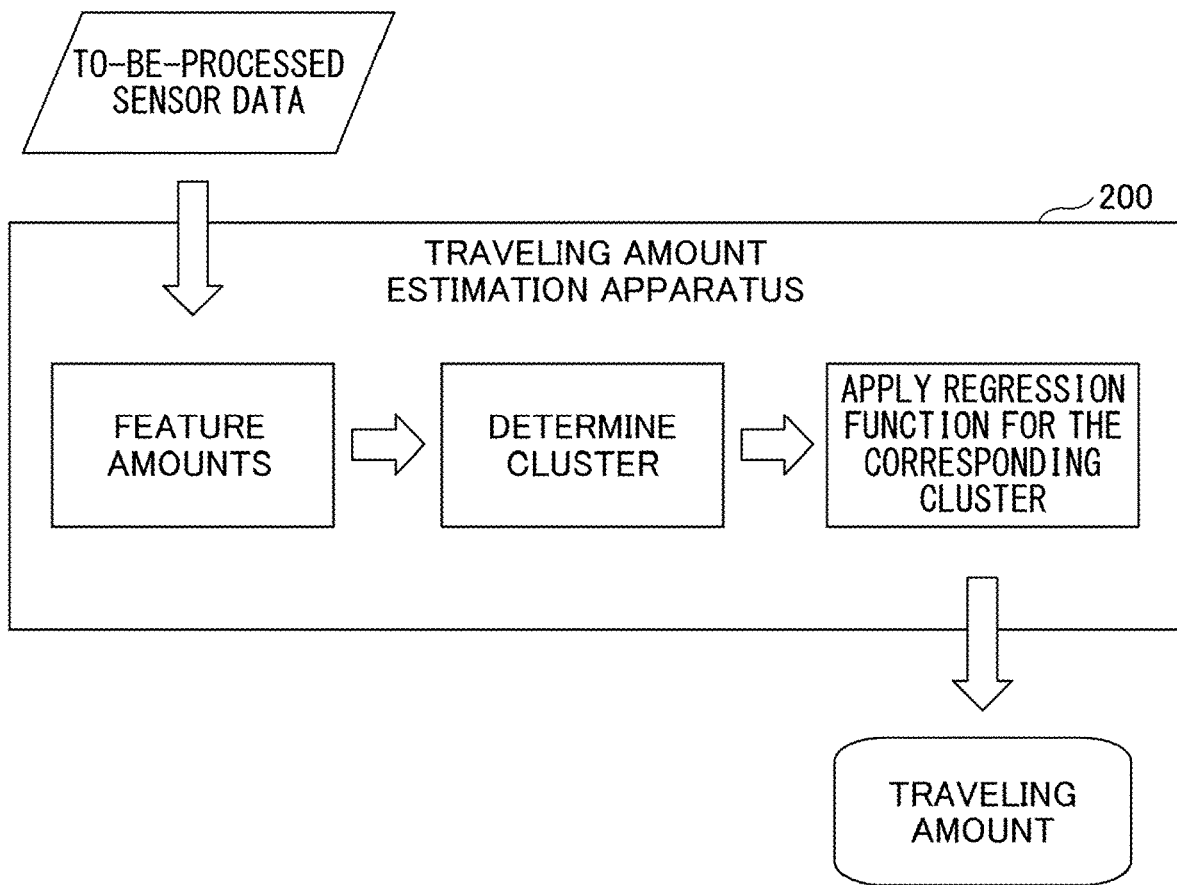 TO-BE-PROCESSED
SENSOR DATA
200
TRAVELING AMOUNT
ESTIMATION APPARATUS
FEATURE
AMOUNTS
DETERMINE
CLUSTER
APPLY REGRESSION
FUNCTION FOR THE
CORRESPONDING
CLUSTER
TRAVELING
AMOUNT